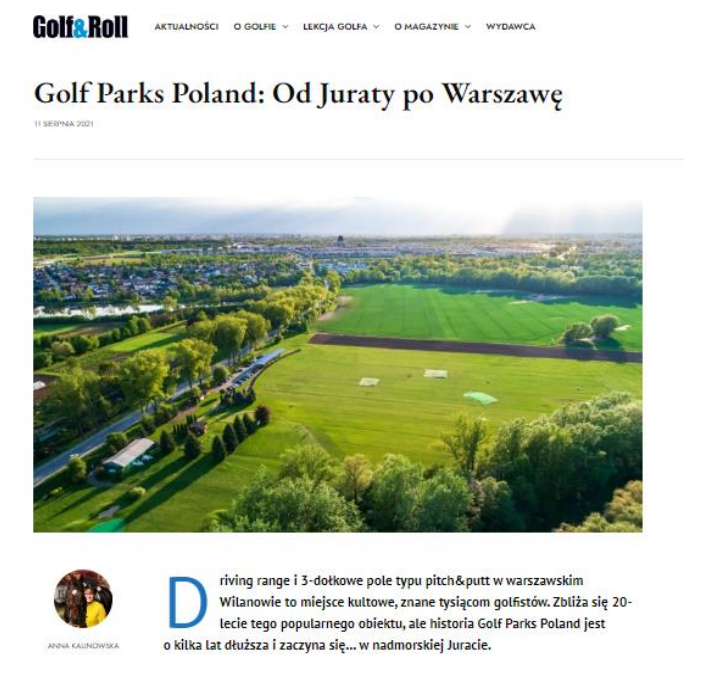 Golf&Roll
AKTUALNOŚCI O GOLFIE LEKCJA GOLFA O MAGAZYNIE WYDAWCA
Golf Parks Poland: Od Juraty po Warszawę
11 SIERPNIA 2021
Driving range i 3-dołkowe pole typu pitch&putt w warszawskim
Wilanowie to miejsce kultowe, znane tysiącom golfistów. Zbliża się 20-
lecie tego popularnego obiektu, ale historia Golf Parks Poland jest
o kilka lat dłuższa i zaczyna się... w nadmorskiej Juracie.
ANNA KALINOWSKA